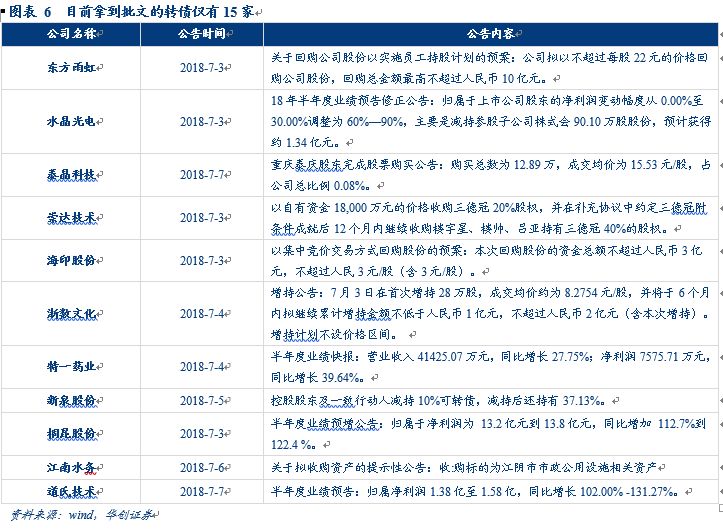 图表 6 目前拿到批文的转债仅有 15 家
公司名称 公告时间 公告内容
东方雨虹 2018-7-3 关于回购公司股份以实施员工持股计划的预案：公司拟以不超过每股 22 元的价格回
购公司股份，回购总金额最高不超过人民币 10 亿元。
水晶光电 2018-7-3 18 年半年度业绩预告修正公告：归属于上市公司股东的净利润变动幅度从 0.00%至
30.00%调整为 60%—90%，主要是减持参股子公司株式会 90.10 万股股份，预计获得
约 1.34 亿元。
泰晶科技 2018-7-7 重庆泰庆股东完成股票购买公告：购买总数为 12.89 万，成交均价为 15.53 元/股，占
公司总比例 0.08%。
崇达技术 2018-7-3 以自有资金 18,000 万元的价格收购三德冠 20%股权，并在补充协议中约定三德冠附
条件成就后 12 个月内继续收购楼宇星、楼帅、吕亚持有三德冠 40%的股权。
海印股份 2018-7-3 以集中竞价交易方式回购股份的预案：本次回购股份的资金总额不超过人民币 3 亿
元，不超过人民 3 元/股（含 3 元/股）。
浙数文化 2018-7-4 增持公告：7 月 3 日在首次增持 28 万股，成交均价约为 8.2754 元/股，并将于 6 个月
内拟继续累计增持金额不低于人民币 1 亿元，不超过人民币 2 亿元（含本次增持）。
增持计划不设价格区间。
特一药业 2018-7-4 半年度业绩快报：营业收入 41425.07 万元，同比增长 27.75%；净利润 7575.71 万元，
同比增长 39.64%。
新泉股份 2018-7-5 控股股东及一致行动人减持 10%可转债，减持后还持有 37.13%。
桐昆股份 2018-7-3 半年度业绩预增公告：归属于净利润为 13.2 亿元到 13.8 亿元，同比增加 112.7%到
122.4 %。
江南水务 2018-7-6 关于拟收购资产的提示性公告：收:购标的为江阴市市政公用设施相关资产
道氏技术 2018-7-7 半年度业绩预告：归属净利润 1.38 亿至 1.58 亿，同比增长 102.00% -131.27%。
资料来源：wind，华创证券